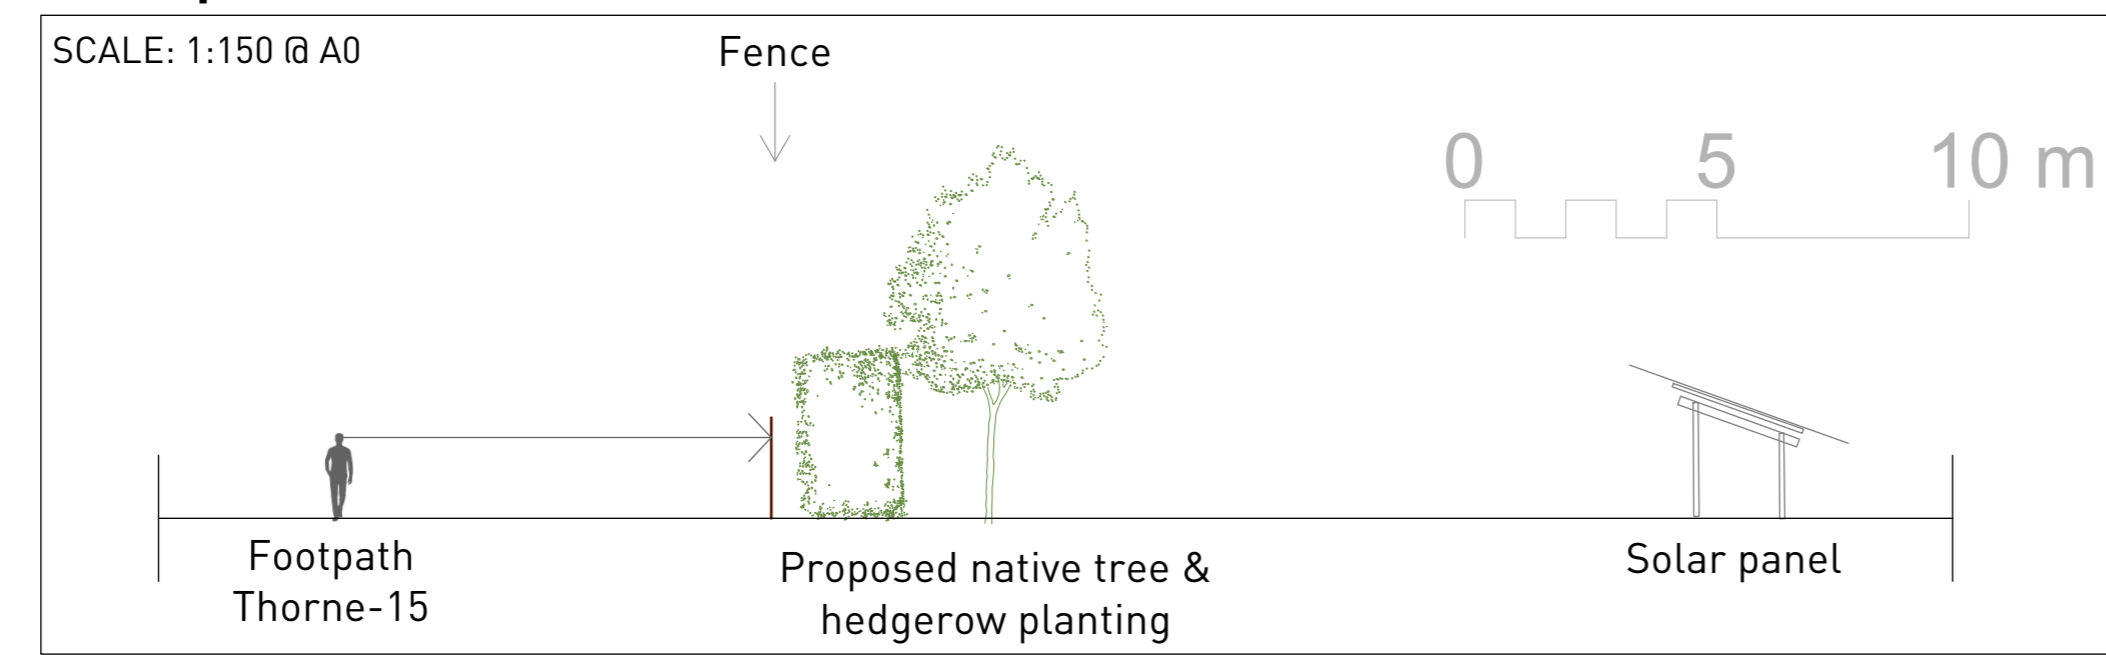 SCALE: 1:150 @ A0
Fence
0 5 10 m
Footpath
Thorne-15
Proposed native tree &
hedgerow planting
Solar panel